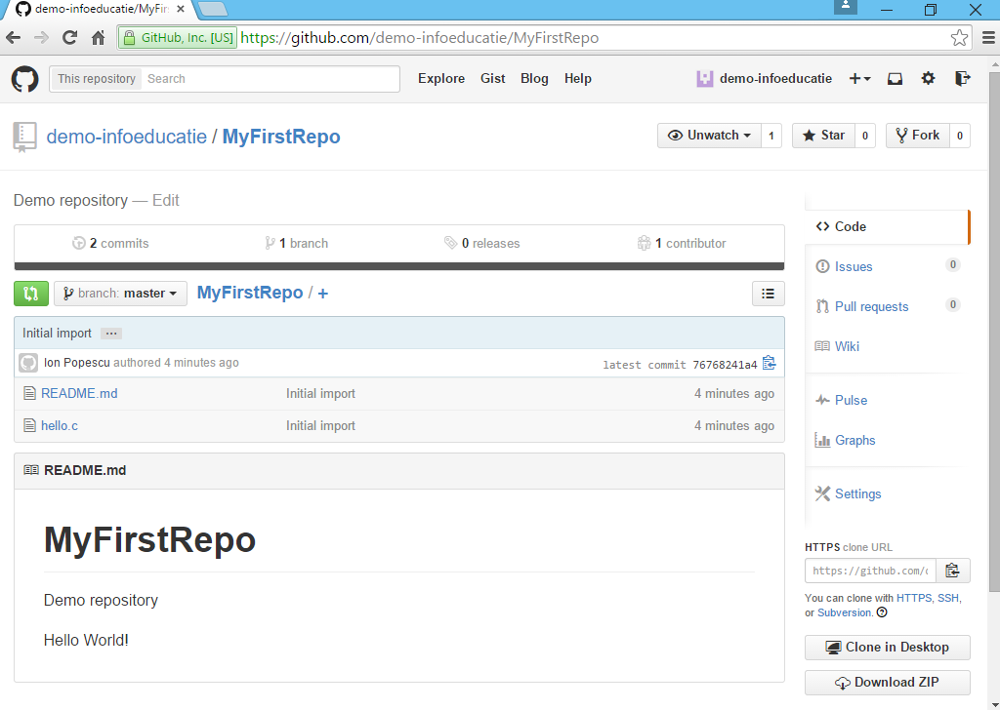 demo-infoeducatie/MyFirs
GitHub, Inc. [US] https://github.com/demo-infoeducatie/MyFirstRepo
This repository Search Explore Gist Blog Help demo-infoeducatie
demo-infoeducatie / MyFirstRepo Unwatch 1 Star 0 Fork 0
Demo repository — Edit
2 commits 1 branch 0 releases 1 contributor
branch: master MyFirstRepo / +
Initial import ...
Ion Popescu authored 4 minutes ago latest commit 76768241a4
README.md Initial import 4 minutes ago
hello.c Initial import 4 minutes ago
README.md
MyFirstRepo
Demo repository
Hello World!
Code
Issues 0
Pull requests 0
Wiki
Pulse
Graphs
Settings
HTTPS clone URL
https://github.com/
You can clone with HTTPS, SSH,
or Subversion.
Clone in Desktop
Download ZIP